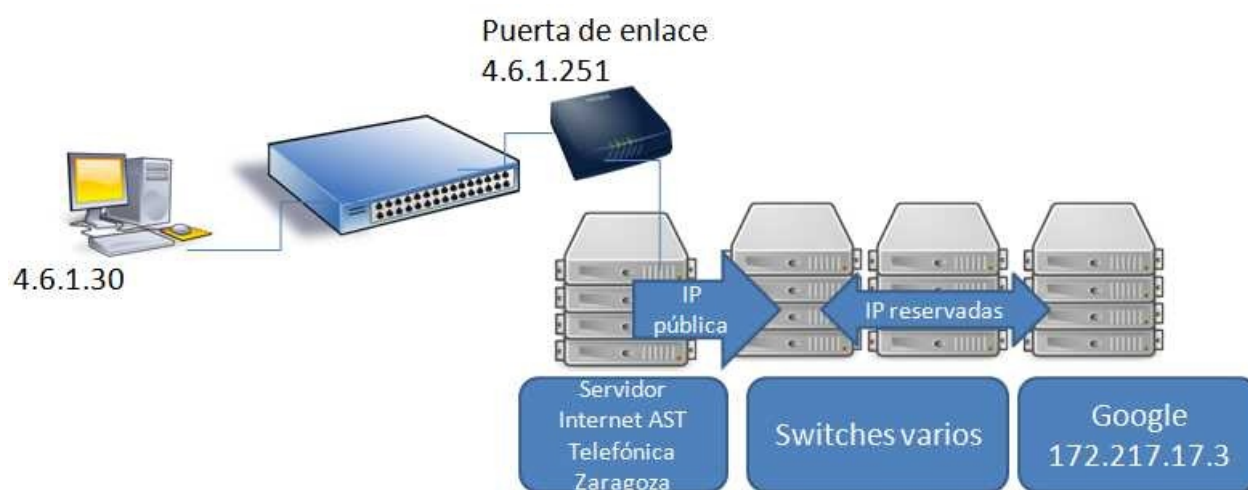 Puerta de enlace
4.6.1.251
4.6.1.30
IP
pública
IP reservadas
Servidor
Internet AST
Telefónica
Zaragoza
Switches varios
Google
172.217.17.3